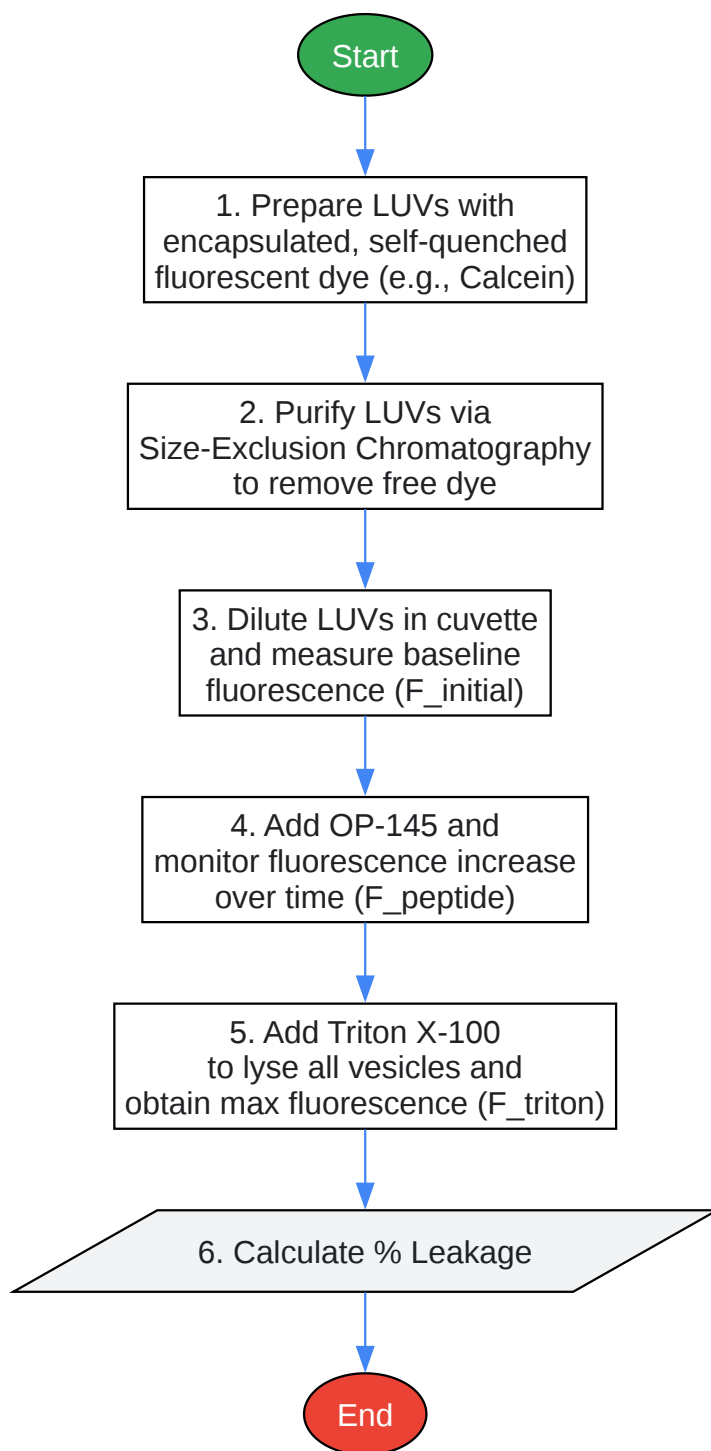 Start
1. Prepare LUVs with
encapsulated, self-quenched
fluorescent dye (e.g., Calcein)
2. Purify LUVs via
Size-Exclusion Chromatography
to remove free dye
3. Dilute LUVs in cuvette
and measure baseline
fluorescence (F_initial)
4. Add OP-145 and
monitor fluorescence increase
over time (F_peptide)
5. Add Triton X-100
to lyse all vesicles and
obtain max fluorescence (F_triton)
6. Calculate % Leakage
End